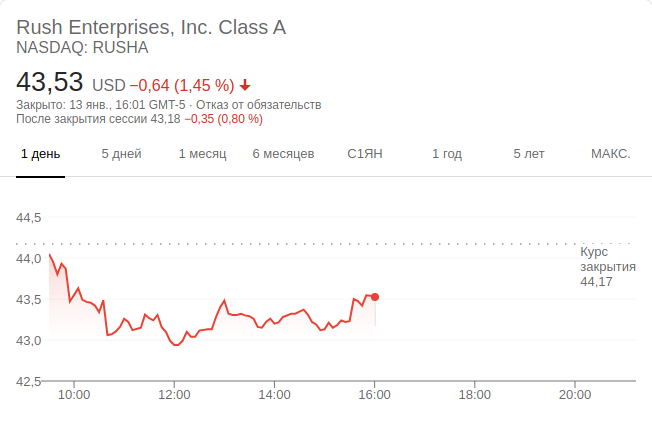 Rush Enterprises, Inc. Class A
NASDAQ: RUSHA
43,53 USD −0,64 (1,45 %)
Закрыто: 13 янв., 16:01 GMT-5 · Отказ от обязательств
После закрытия сессии 43,18 −0,35 (0,80 %)
1 день 5 дней 1 месяц 6 месяцев С1ЯН 1 год 5 лет МАКС.
44,5
Курс
закрытия
44,17
44,0
43,5
43,0
42,5
10:00 12:00 14:00 16:00 18:00 20:00